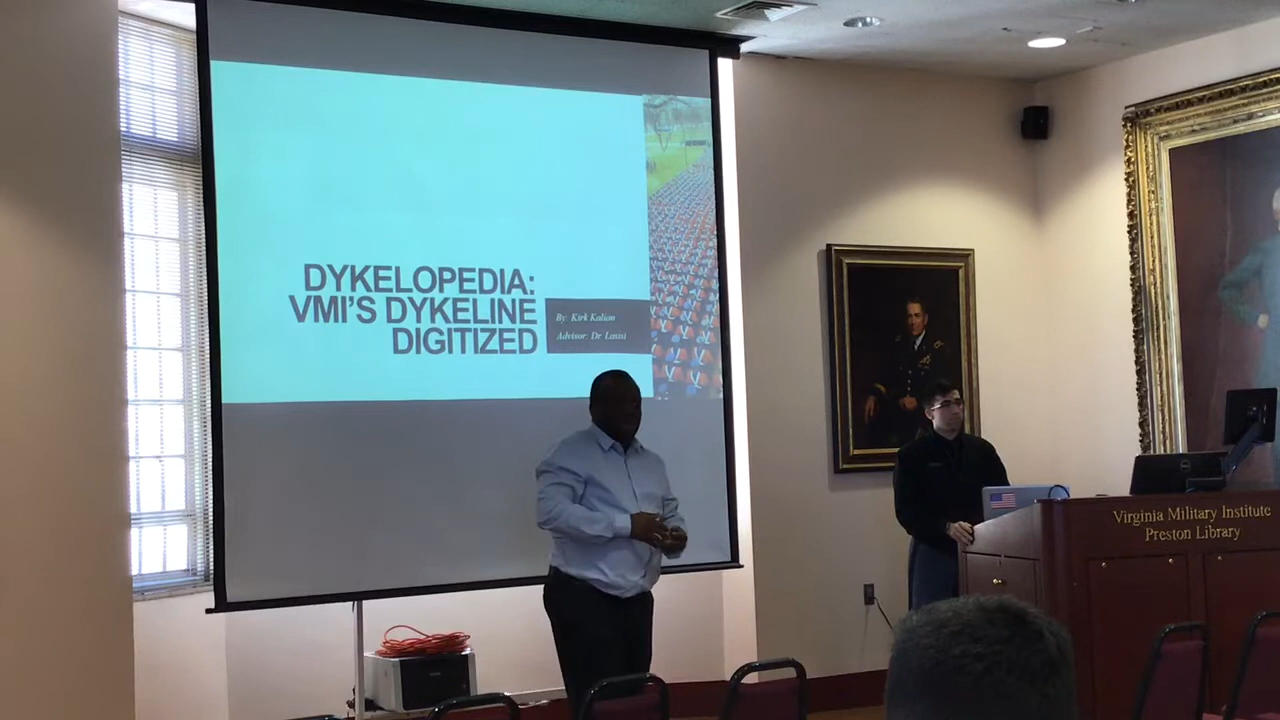 DYKELOPEDIA:
VMI'S DYKELINE
DIGITIZED
By: Kirk Kalian
Advisor: Dr Lassi
Virginia Military Institute
Preston Library